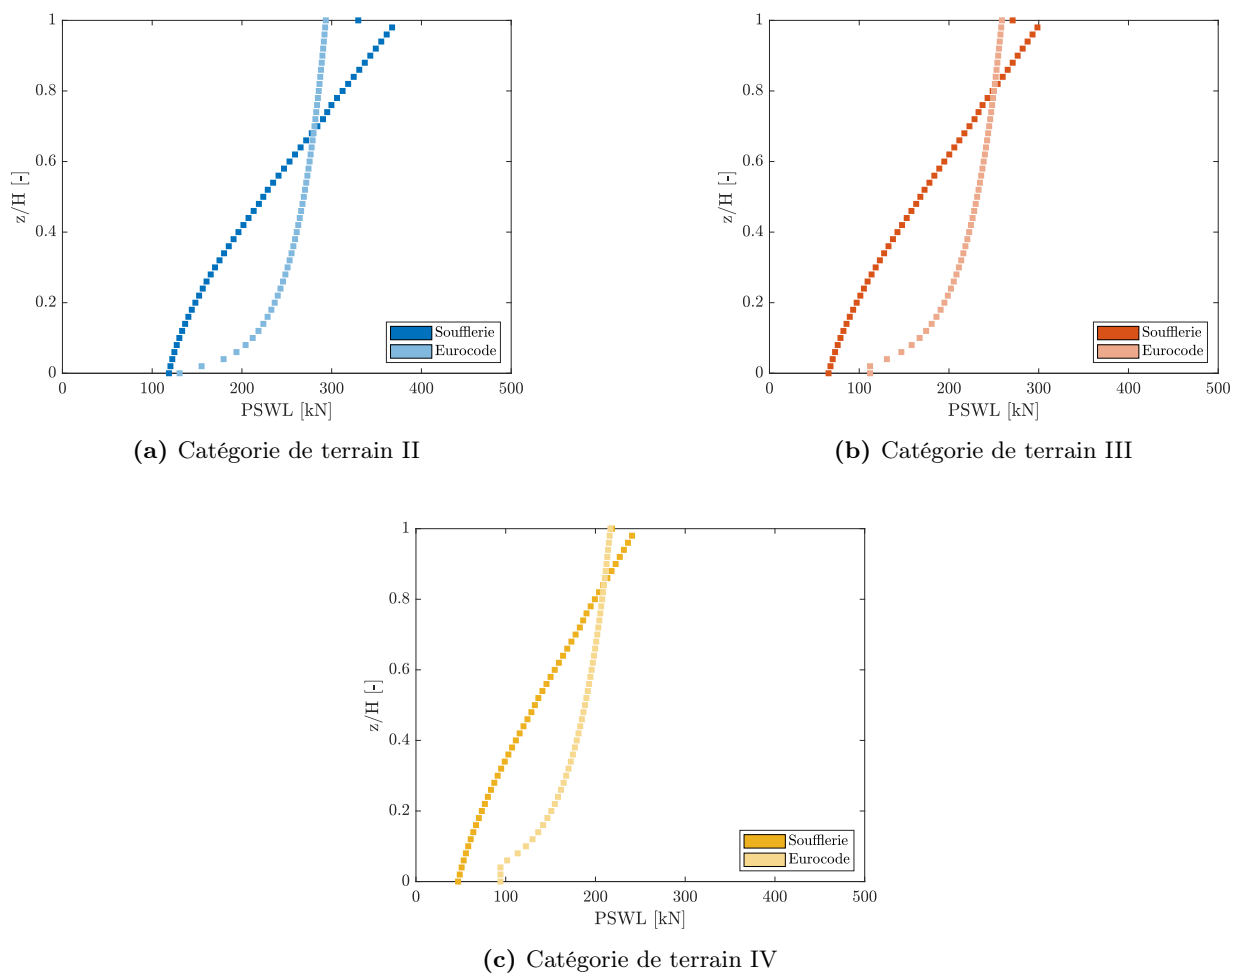 1
0.8
0.6
0.4
0.2
0
z/H [-]
0 100 200 300 400 500
PSWL [kN]
Soufflerie
Eurocode
(a) Catégorie de terrain II
1
0.8
0.6
0.4
0.2
0
z/H [-]
0 100 200 300 400 500
PSWL [kN]
Soufflerie
Eurocode
(b) Catégorie de terrain III
1
0.8
0.6
0.4
0.2
0
z/H [-]
0 100 200 300 400 500
PSWL [kN]
Soufflerie
Eurocode
(c) Catégorie de terrain IV